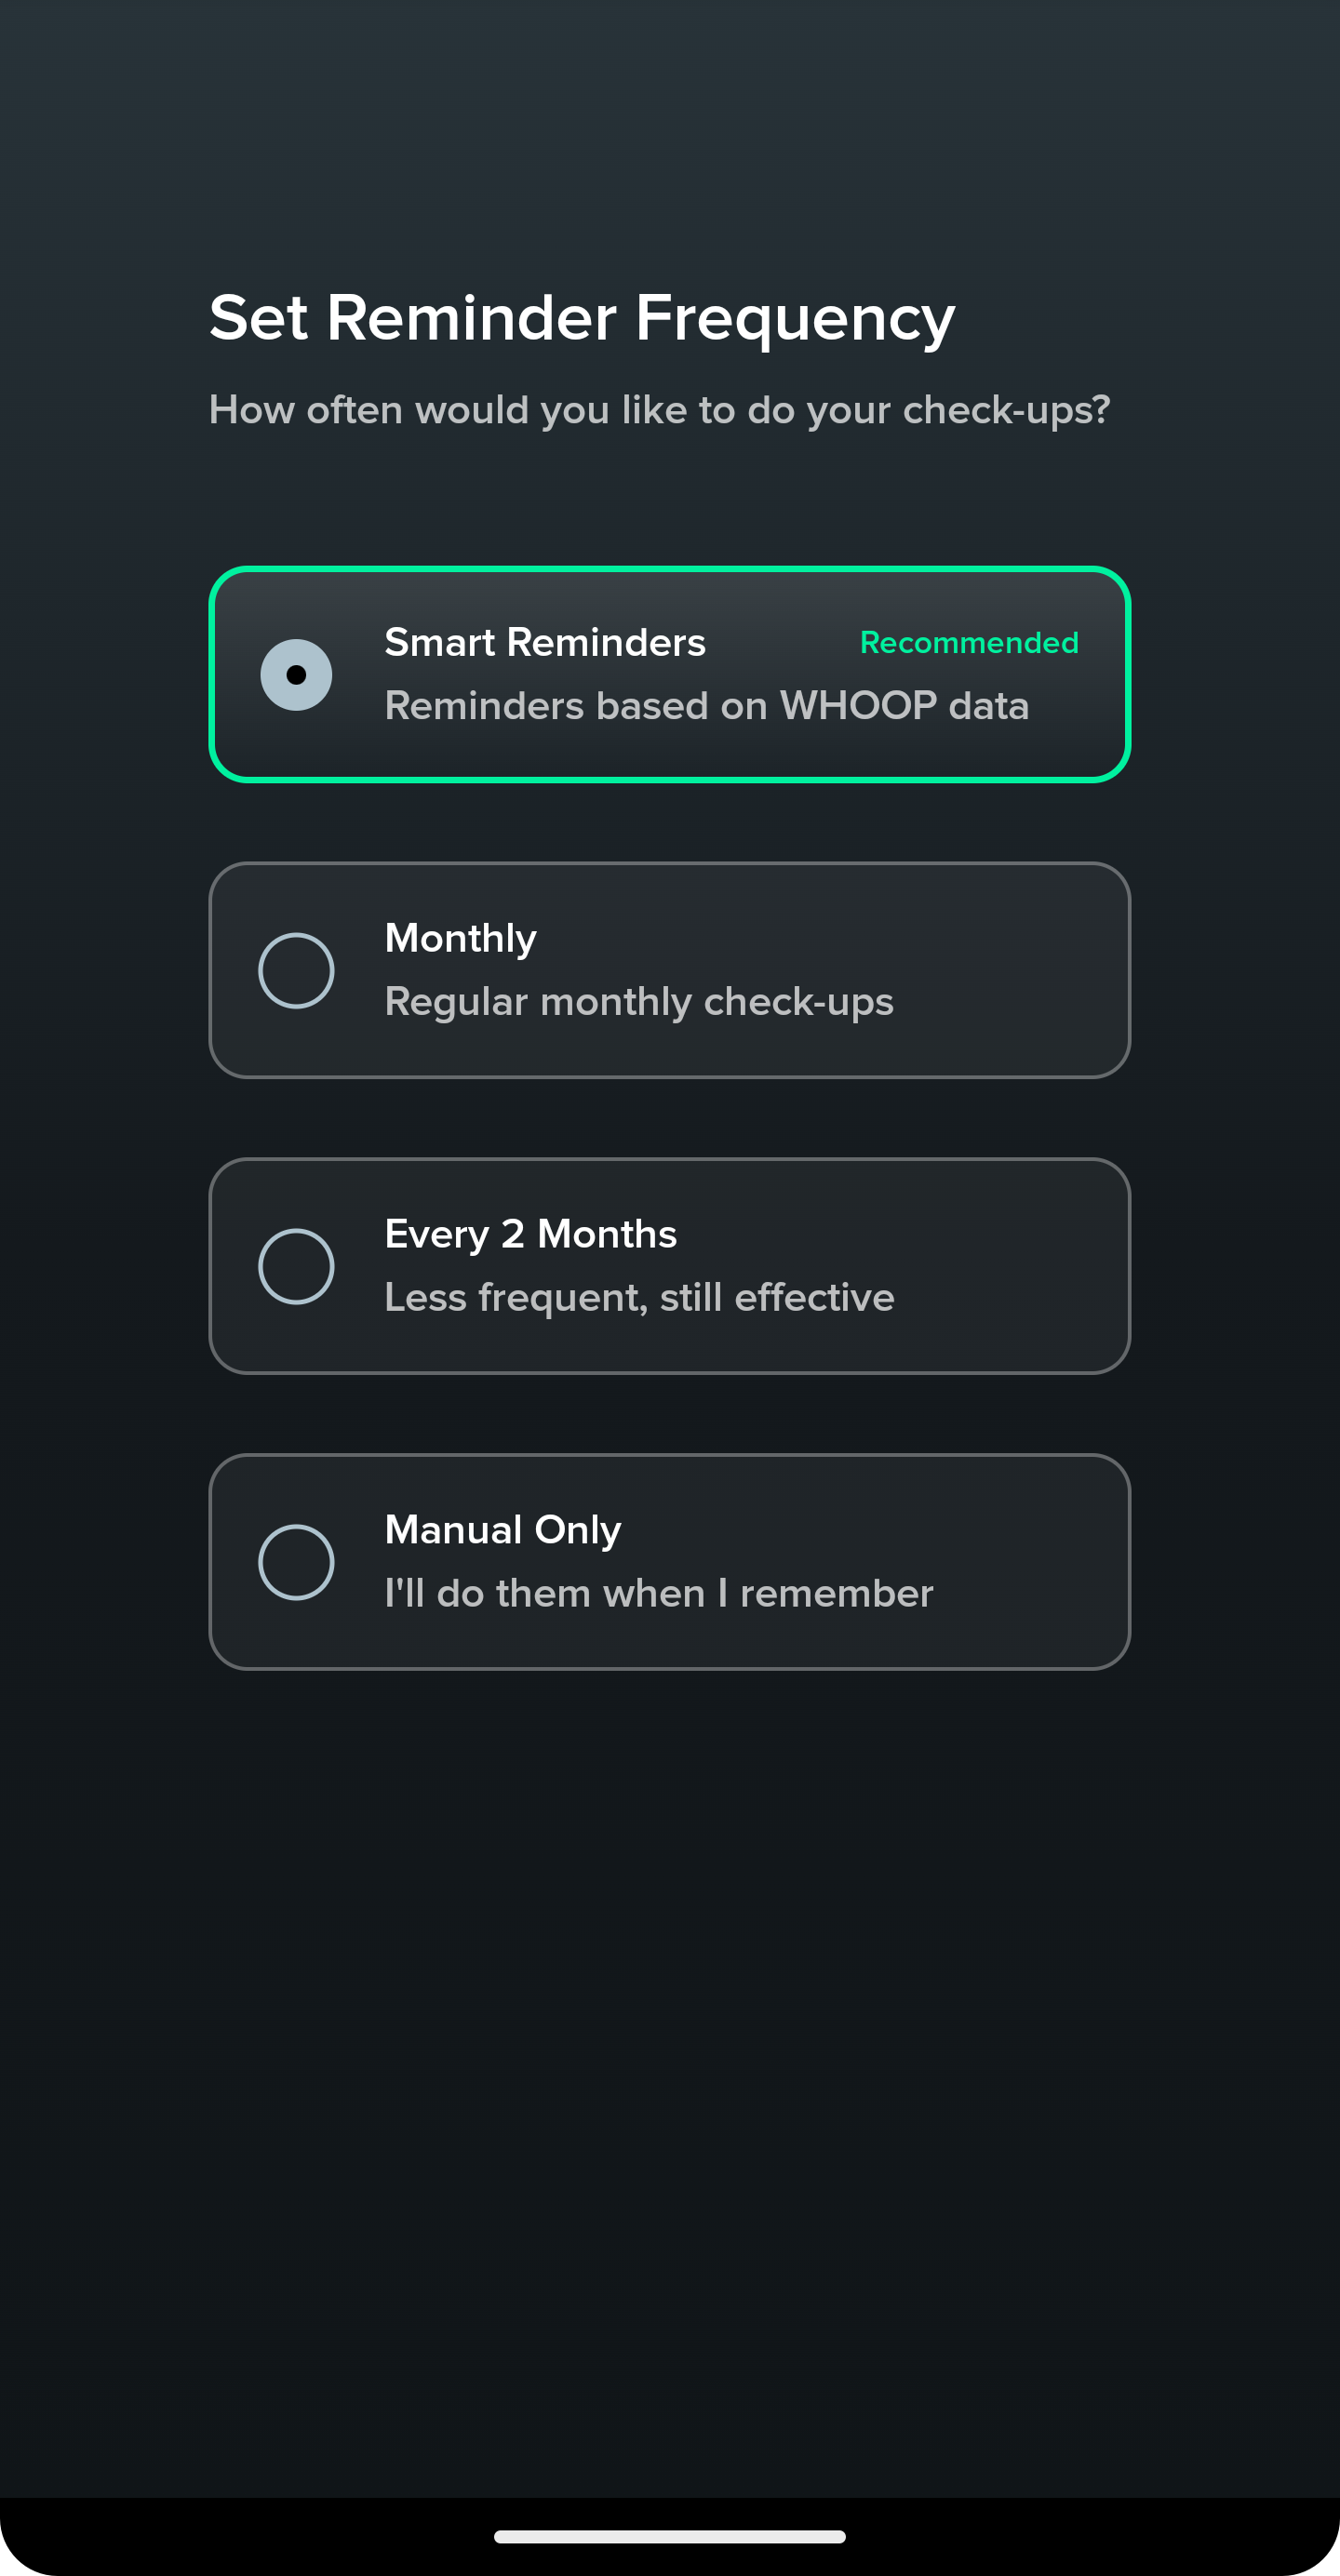 Set Reminder Frequency
How often would you like to do your check-ups?
Smart Reminders Recommended
Reminders based on WHOOP data
Monthly
Regular monthly check-ups
Every 2 Months
Less frequent, still effective
Manual Only
I'll do them when I remember